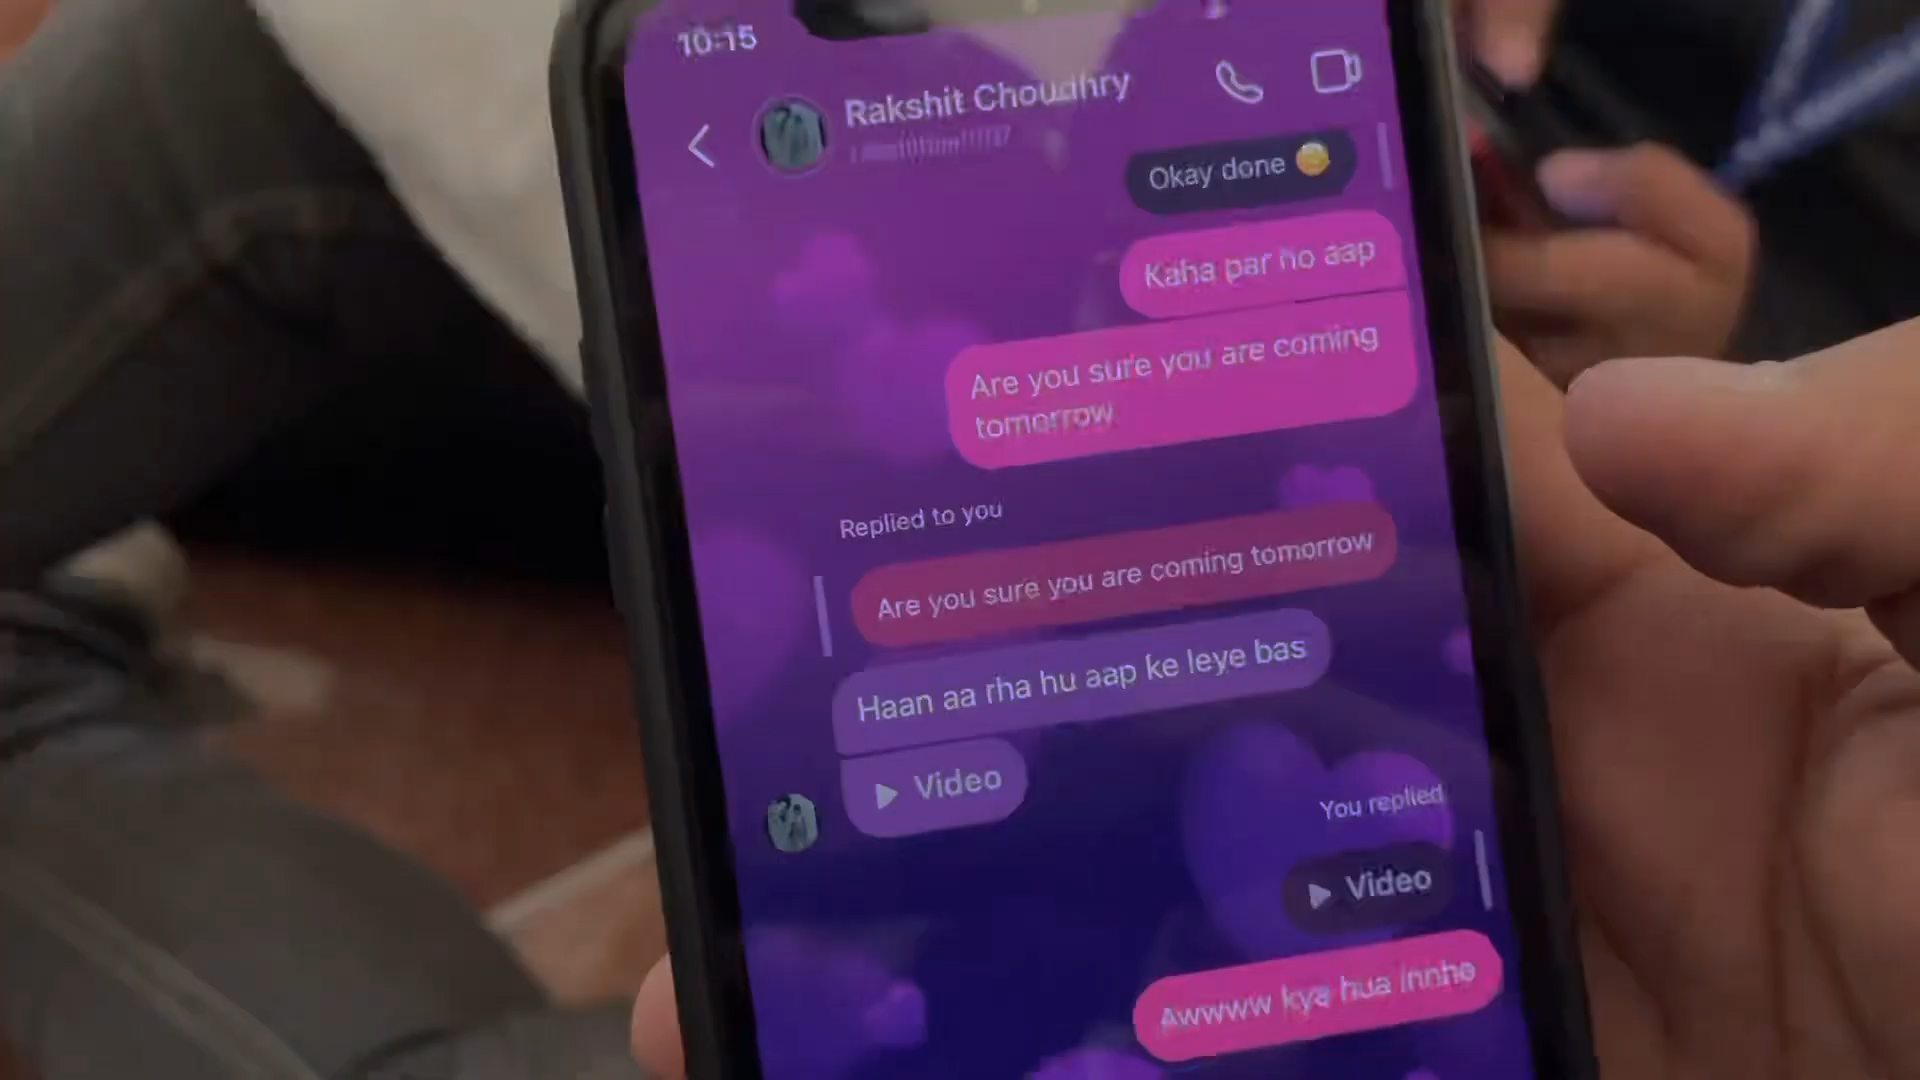 10:15
Rakshit Choudhry
Okay done
Kaha par ho aap
Are you sure you are coming
tomorrow
Replied to you
Are you sure you are coming tomorrow
Haan aa rha hu aap ke leye bas
Video
You replied
Video
Awwww kya hua innhe